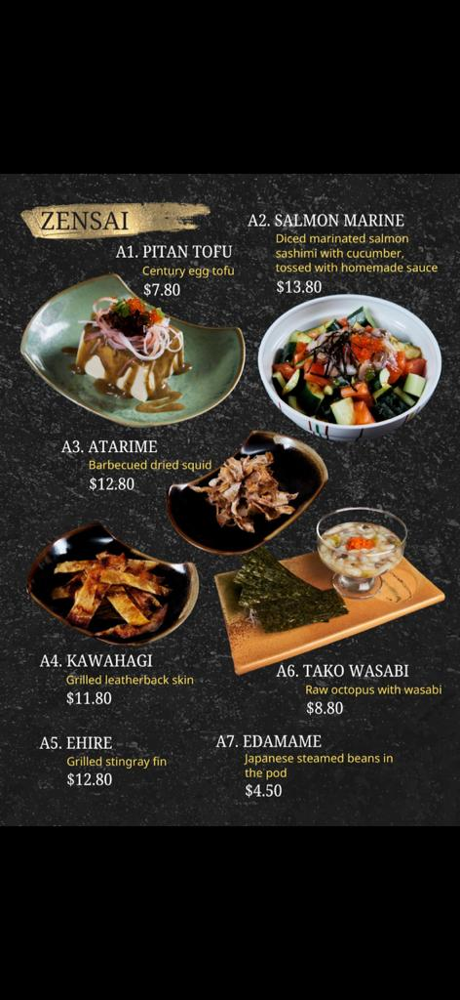 ZENSAI
A1. PITAN TOFU
Century egg tofu
$7.80
A2. SALMON MARINE
Diced marinated salmon
sashimi with cucumber,
tossed with homemade sauce
$13.80
A3. ATARIME
Barbecued dried squid
$12.80
A4. KAWAHAGI
Grilled leatherback skin
$11.80
A6. TAKO WASABI
Raw octopus with wasabi
$8.80
A5. EHIRE
Grilled stingray fin
$12.80
A7. EDAMAME
Japanese steamed beans in
the pod
$4.50